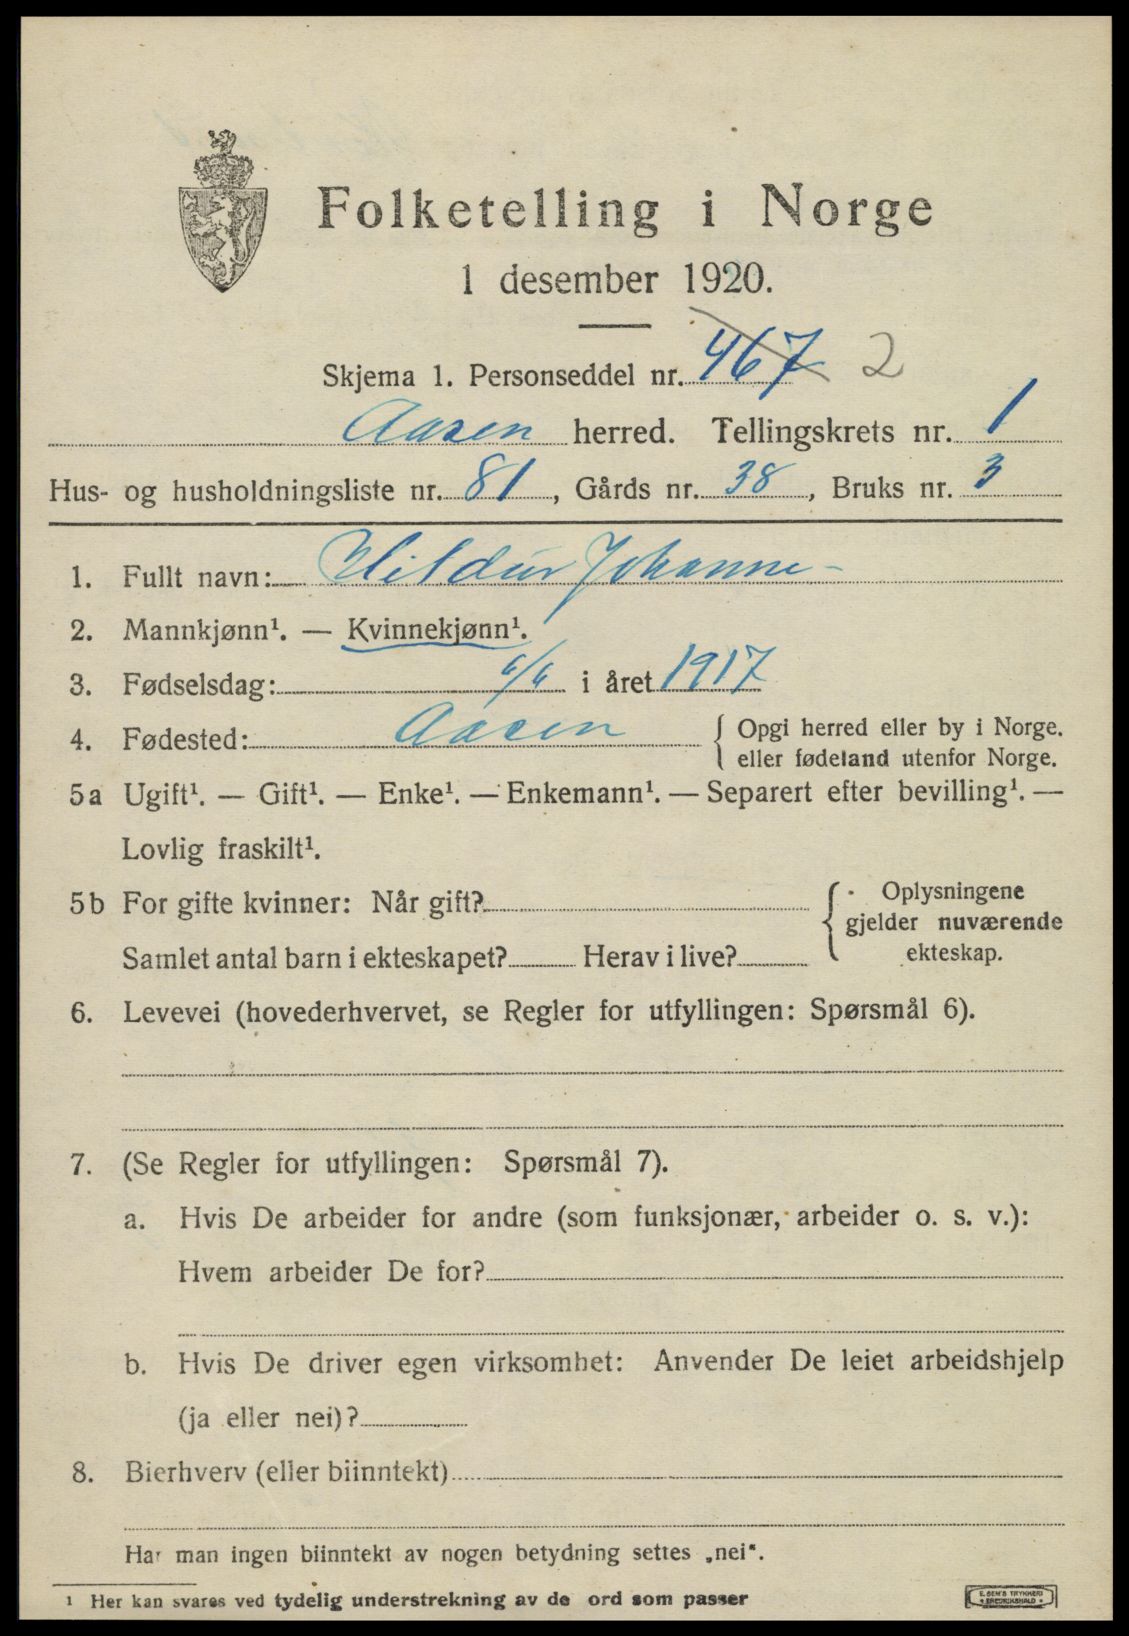 Folketelling i Norge
1 desember 1920.
Skjema 1. Personseddel nr. 467 2
Aasen herred. Tellingskrets nr. 1
Hus- og husholdningsliste nr. 81, Gårds nr. 38, Bruks nr. 3
1. Fullt navn: Hildur Johanne -
2. Mannkjønn¹. — Kvinnekjønn¹.
3. Fødselsdag: 6/6 i året 1917
4. Fødested: Aasen { Opgi herred eller by i Norge.
eller fødeland utenfor Norge.
5a Ugift¹. — Gift¹. — Enke¹. — Enkemann¹. — Separert efter bevilling¹. —
Lovlig fraskilt¹.
5b For gifte kvinner: Når gift? { Oplysningene
gjelder nuværende
Samlet antal barn i ekteskapet? Herav i live? ekteskap.
6. Levevei (hovederhvervet, se Regler for utfyllingen: Spørsmål 6).
7. (Se Regler for utfyllingen: Spørsmål 7).
a. Hvis De arbeider for andre (som funksjonær, arbeider o. s. v.):
Hvem arbeider De for?
b. Hvis De driver egen virksomhet: Anvender De leiet arbeidshjelp
(ja eller nei)?
8. Bierhverv (eller biinntekt)
Har man ingen biinntekt av nogen betydning settes „nei“.
1 Her kan svares ved tydelig understrekning av de ord som passer
E. SEM'S TRYKKERI
• FREDRIKSHALD •